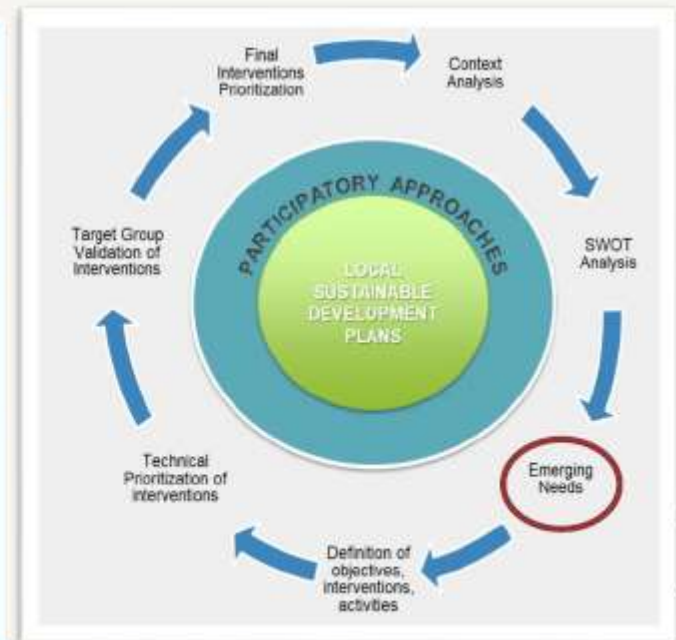 Final
Interventions
Prioritization
Context
Analysis
SWOT
Analysis
Emerging
Needs
Definition of
objectives,
interventions,
activities
Technical
Prioritization of
interventions
Target Group
Validation of
Interventions
PARTICIPATORY APPROACHES
LOCAL
SUSTAINABLE
DEVELOPMENT
PLANS